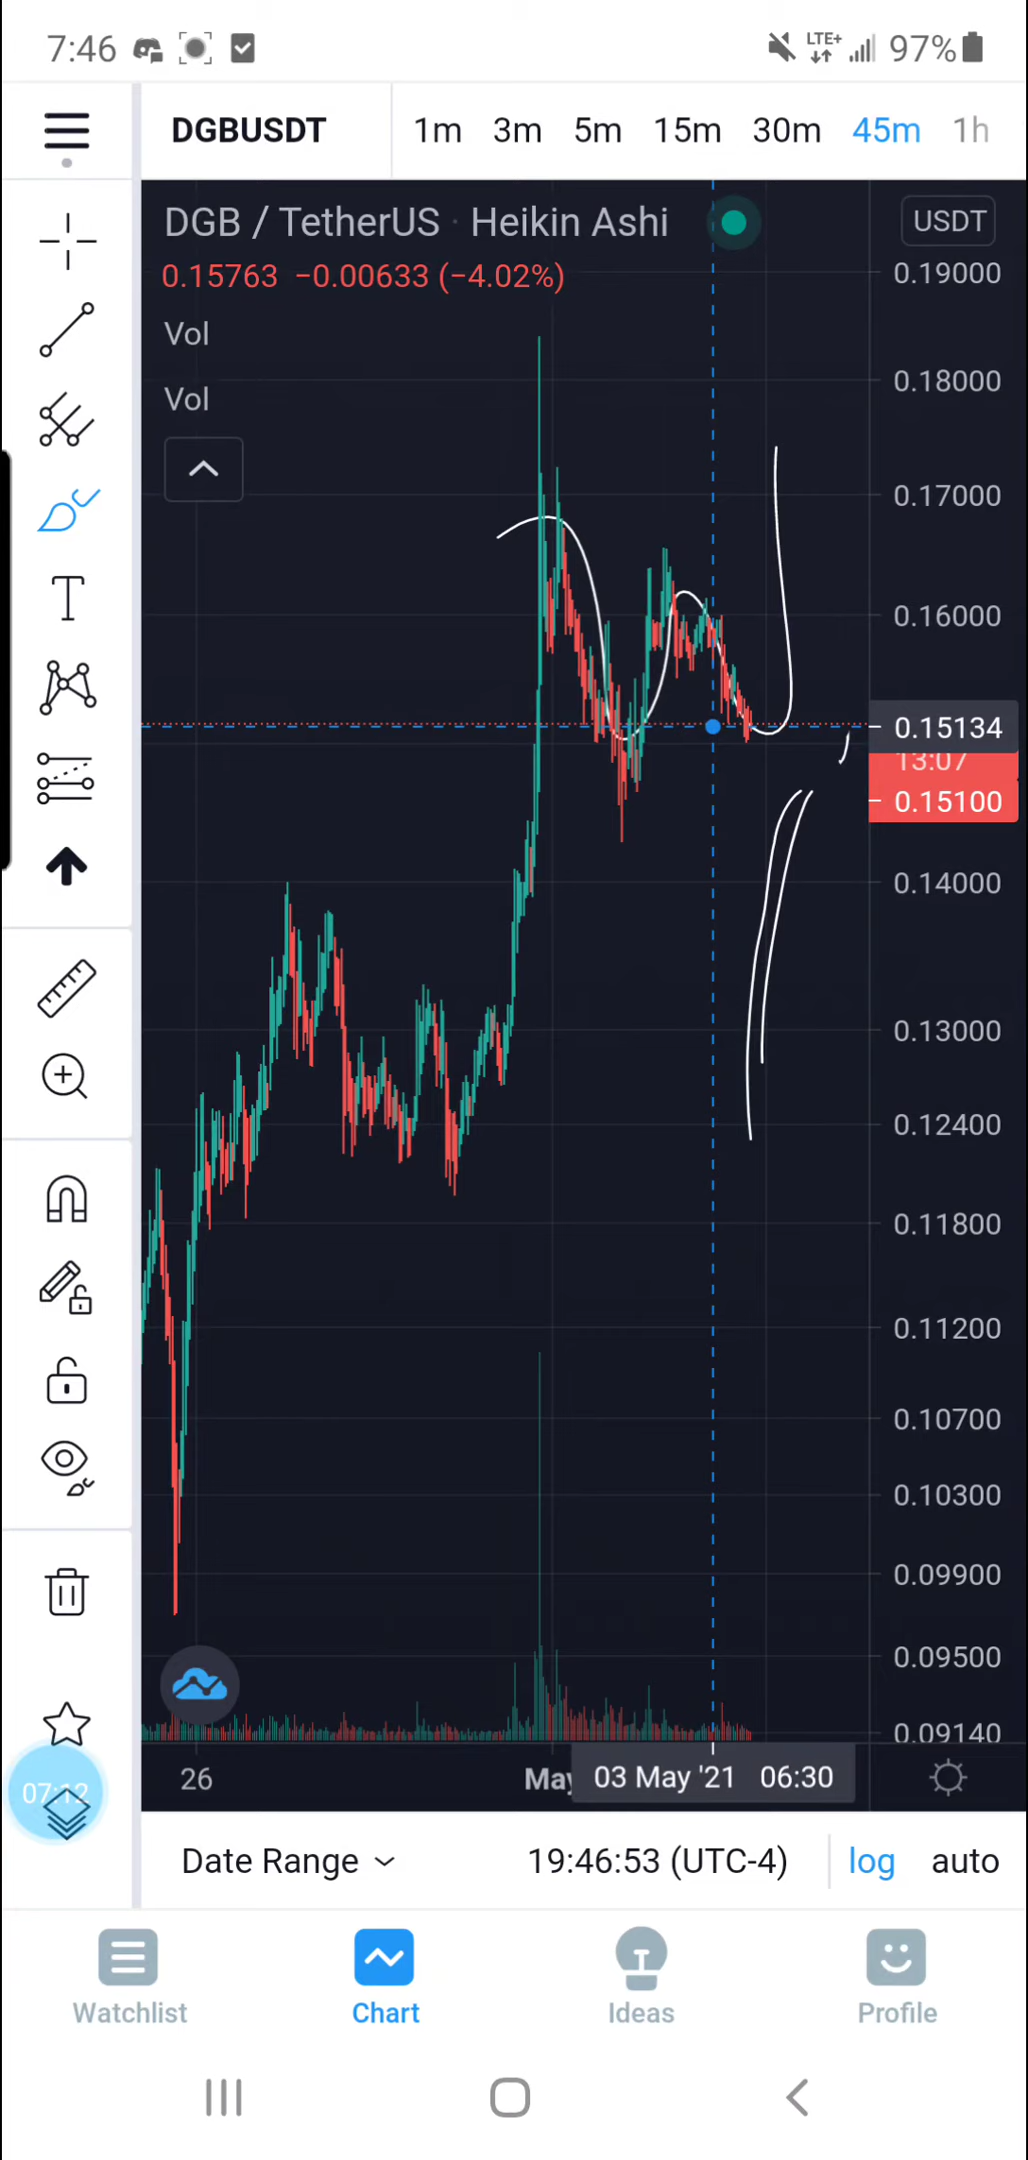 7:46 LTE+ 97%
DGBUSDT 1m 3m 5m 15m 30m 45m 1h
DGB / TetherUS · Heikin Ashi USDT
0.15763 −0.00633 (−4.02%)
0.19000
Vol
0.18000
Vol
0.17000
0.16000
0.15134
13:07
0.15100
0.14000
0.13000
0.12400
0.11800
0.11200
0.10700
0.10300
0.09900
0.09500
0.09140
26 May 03 May '21 06:30
07:12
Date Range 19:46:53 (UTC-4) log auto
Watchlist Chart Ideas Profile